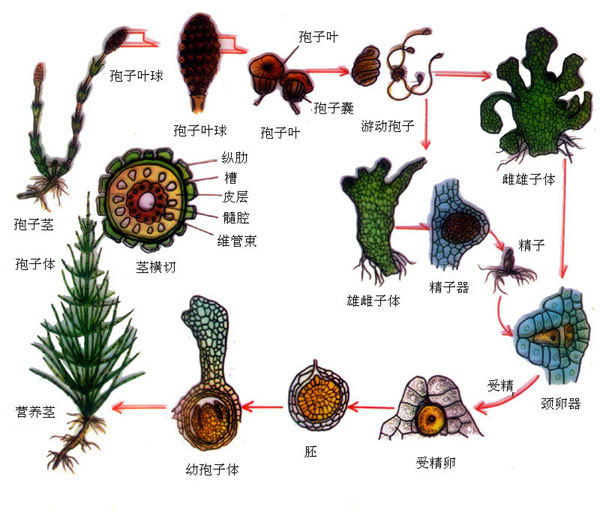 孢子叶球
孢子叶球
孢子叶
孢子叶
孢子囊
游动孢子
雌雄子体
孢子茎
孢子体
纵肋
槽
皮层
髓腔
维管束
茎横切
雄雌子体
精子器
精子
颈卵器
受精
受精卵
胚
幼孢子体
营养茎